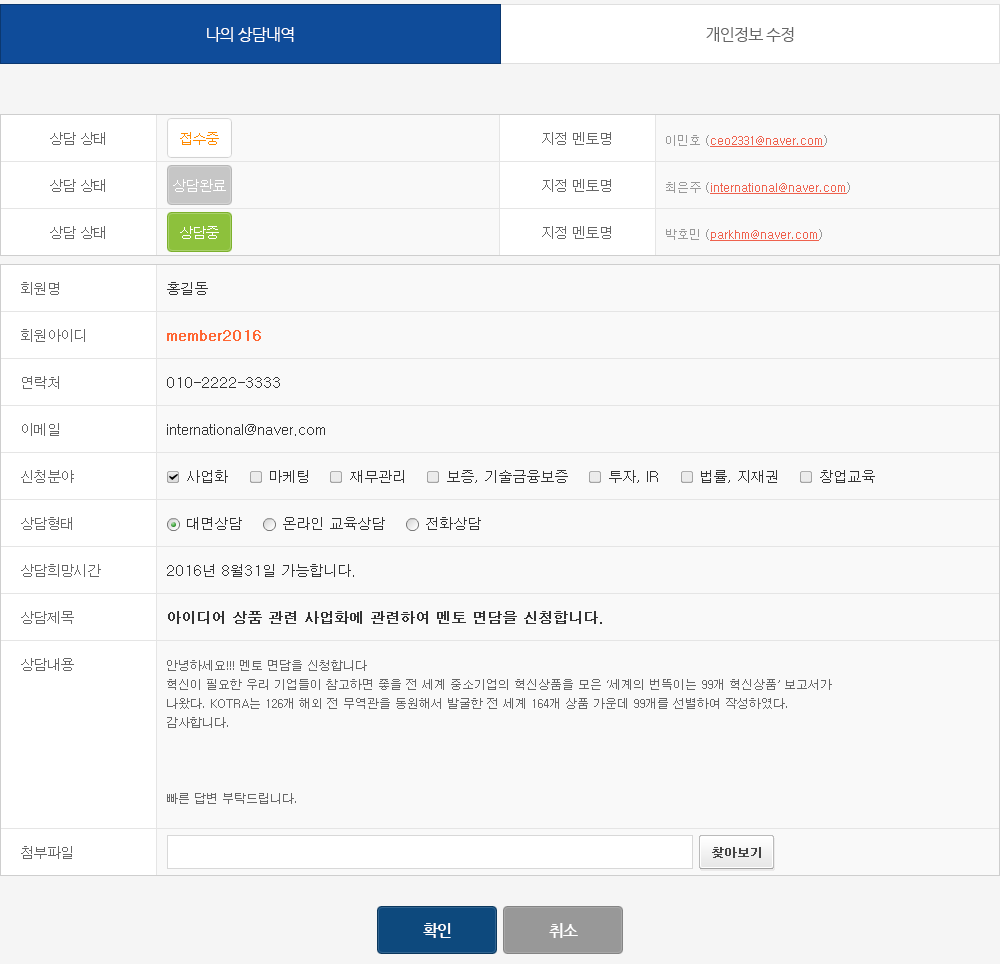 나의 상담내역 개인정보 수정
상담 상태 접수중 지정 멘토명 이민호 (ceo2331@naver.com)
상담 상태 상담완료 지정 멘토명 최은주 (international@naver.com)
상담 상태 상담중 지정 멘토명 박호민 (parkhm@naver.com)
회원명 홍길동
회원아이디 member2016
연락처 010-2222-3333
이메일 international@naver.com
신청분야 사업화 마케팅 재무관리 보증, 기술금융보증 투자, IR 법률, 지재권 창업교육
상담형태 대면상담 온라인 교육상담 전화상담
상담희망시간 2016년 8월31일 가능합니다.
상담제목 아이디어 상품 관련 사업화에 관련하여 멘토 면담을 신청합니다.
상담내용 안녕하세요!!! 멘토 면담을 신청합니다
혁신이 필요한 우리 기업들이 참고하면 좋을 전 세계 중소기업의 혁신상품을 모은 ‘세계의 번뜩이는 99개 혁신상품’ 보고서가
나왔다. KOTRA는 126개 해외 전 무역관을 동원해서 발굴한 전 세계 164개 상품 가운데 99개를 선별하여 작성하였다.
감사합니다.
빠른 답변 부탁드립니다.
첨부파일 찾아보기
확인 취소